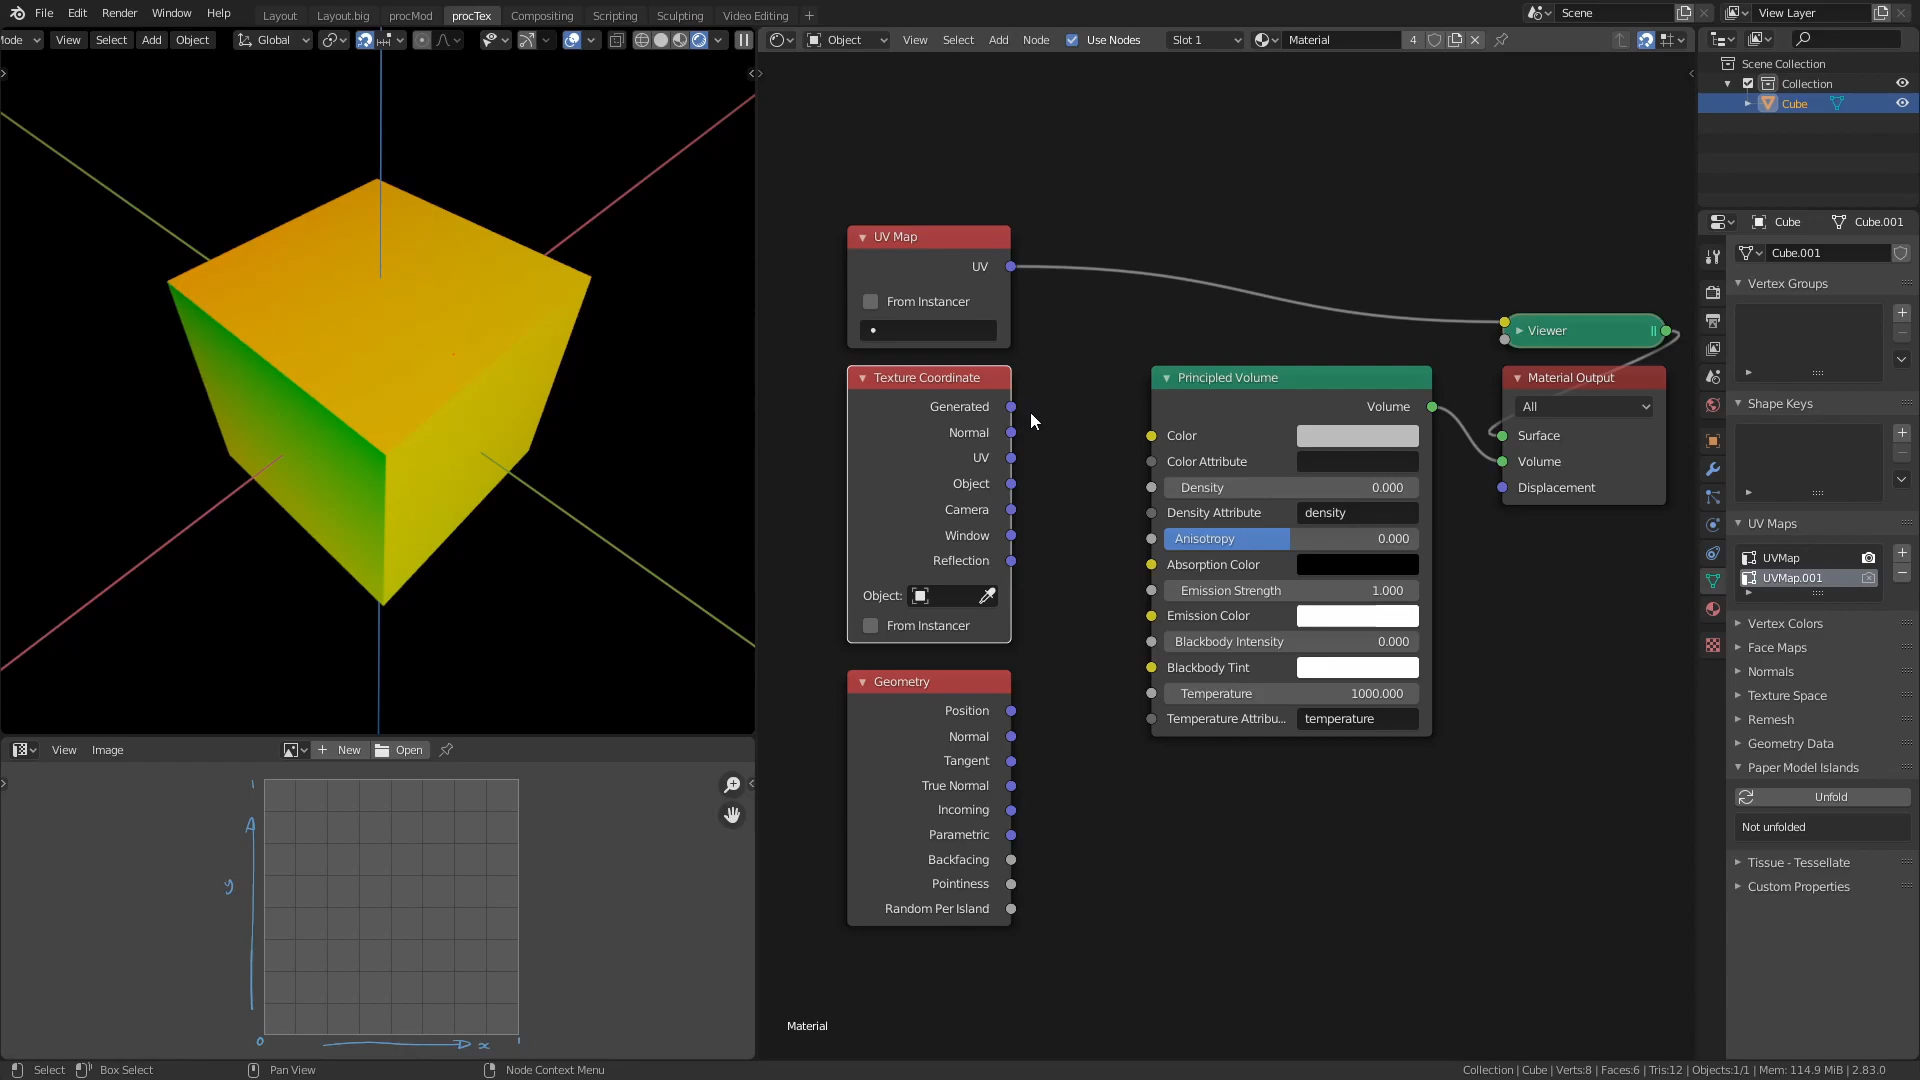 File Edit Render Window Help Layout Layout.big procMod procTex Compositing Scripting Sculpting Video Editing + Scene View Layer
ode View Select Add Object Global Object View Select Add Node Use Nodes Slot 1 Material 4
Scene Collection
Collection
Cube
Cube Cube.001
Cube.001
Vertex Groups
Shape Keys
UV Maps
UVMap
UVMap.001
Vertex Colors
Face Maps
Normals
Texture Space
Remesh
Geometry Data
Paper Model Islands
Unfold
Not unfolded
Tissue - Tessellate
Custom Properties
UV Map
UV
From Instancer
Texture Coordinate
Generated
Normal
UV
Object
Camera
Window
Reflection
Object:
From Instancer
Geometry
Position
Normal
Tangent
True Normal
Incoming
Parametric
Backfacing
Pointiness
Random Per Island
Principled Volume
Volume
Color
Color Attribute
Density 0.000
Density Attribute density
Anisotropy 0.000
Absorption Color
Emission Strength 1.000
Emission Color
Blackbody Intensity 0.000
Blackbody Tint
Temperature 1000.000
Temperature Attribu... temperature
Viewer
Material Output
All
Surface
Volume
Displacement
Material
View Image New Open
1
y
0 x 1
Select Box Select Pan View Node Context Menu Collection | Cube | Verts:8 | Faces:6 | Tris:12 | Objects:1/1 | Mem: 114.9 MiB | 2.83.0